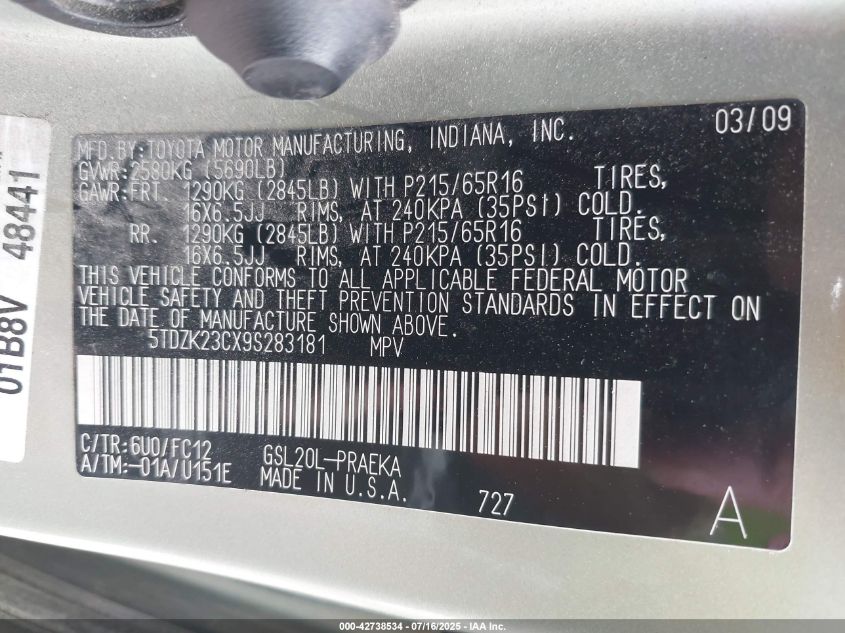 03/09
MFD.BY:TOYOTA MOTOR MANUFACTURING, INDIANA, INC.
GVWR:2580KG (5690LB)
GAWR:FRT. 1290KG (2845LB) WITH P215/65R16 TIRES,
16X6.5JJ RIMS, AT 240KPA (35PSI) COLD.
RR. 1290KG (2845LB) WITH P215/65R16 TIRES,
16X6.5JJ RIMS, AT 240KPA (35PSI) COLD.
THIS VEHICLE CONFORMS TO ALL APPLICABLE FEDERAL MOTOR
VEHICLE SAFETY AND THEFT PREVENTION STANDARDS IN EFFECT ON
THE DATE OF MANUFACTURE SHOWN ABOVE.
5TDZK23CX9S283181 MPV
C/TR:6U0/FC12 GSL20L-PRAEKA
A/TM:-01A/U151E MADE IN U.S.A.
727
A
01B8V 48441
000-42738534 - 07/16/2025 - IAA Inc.